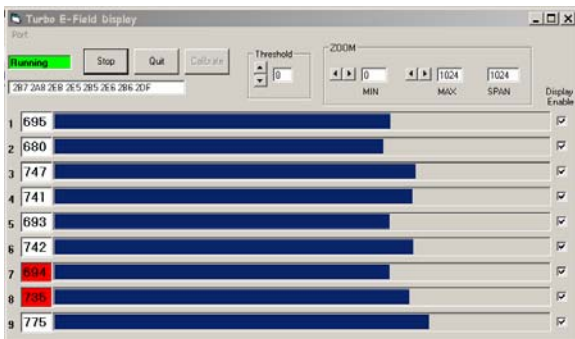 Turbo E-Field Display
Port
Running Stop Quit Calibrate
Threshold
0
ZOOM
0 1024 1024
MIN MAX SPAN
2B7 2A8 2EB 2E5 2B5 2E6 2B6 2DF
Display
Enable
1 695
2 680
3 747
4 741
5 693
6 742
7 694
8 735
9 775